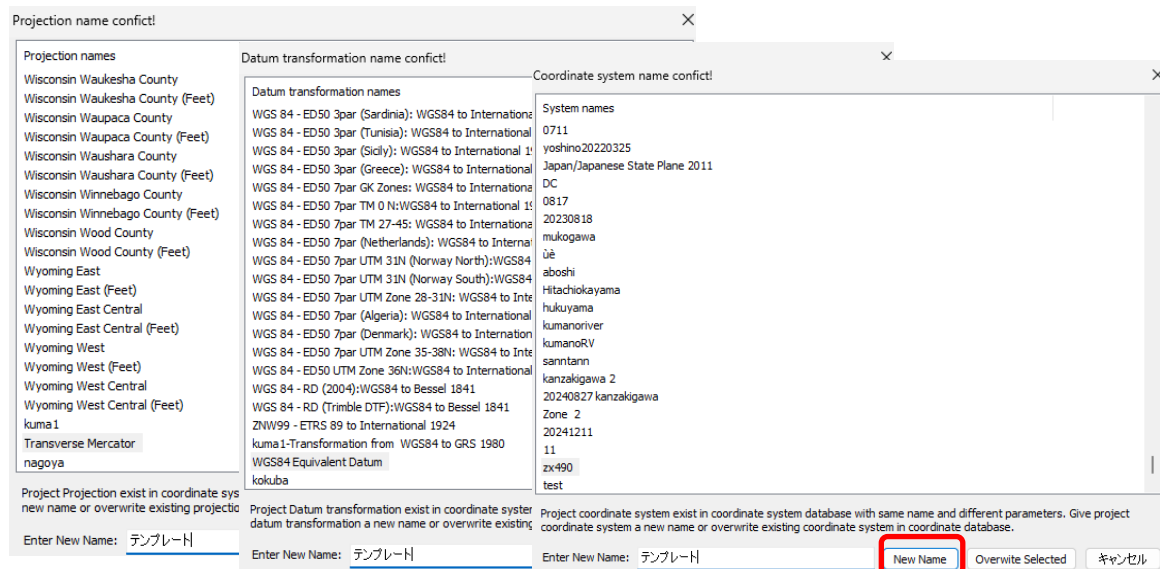 Projection name confict!
Projection names
Wisconsin Waukesha County
Wisconsin Waukesha County (Feet)
Wisconsin Waupaca County
Wisconsin Waupaca County (Feet)
Wisconsin Waushara County
Wisconsin Waushara County (Feet)
Wisconsin Winnebago County
Wisconsin Winnebago County (Feet)
Wisconsin Wood County
Wisconsin Wood County (Feet)
Wyoming East
Wyoming East (Feet)
Wyoming East Central
Wyoming East Central (Feet)
Wyoming West
Wyoming West (Feet)
Wyoming West Central
Wyoming West Central (Feet)
kuma1
Transverse Mercator
nagoya
Project Projection exist in coordinate sys
new name or overwrite existing projectio
Enter New Name: テンプレート
Datum transformation name confict!
Datum transformation names
WGS 84 - ED50 3par (Sardinia): WGS84 to Internationa
WGS 84 - ED50 3par (Tunisia): WGS84 to International
WGS 84 - ED50 3par (Sicily): WGS84 to International 1
WGS 84 - ED50 3par (Greece): WGS84 to International
WGS 84 - ED50 7par GK Zones: WGS84 to Internationa
WGS 84 - ED50 7par TM 0 N:WGS84 to International 19
WGS 84 - ED50 7par TM 27-45: WGS84 to Internationa
WGS 84 - ED50 7par (Netherlands): WGS84 to Interna
WGS 84 - ED50 7par UTM 31N (Norway North):WGS84
WGS 84 - ED50 7par UTM 31N (Norway South):WGS84
WGS 84 - ED50 7par UTM Zone 28-31N: WGS84 to Inte
WGS 84 - ED50 7par (Algeria): WGS84 to International
WGS 84 - ED50 7par (Denmark): WGS84 to Internation
WGS 84 - ED50 7par UTM Zone 35-38N: WGS84 to Inte
WGS 84 - ED50 UTM Zone 36N:WGS84 to International
WGS 84 - RD (2004):WGS84 to Bessel 1841
WGS 84 - RD (Trimble DTF):WGS84 to Bessel 1841
ZNW99 - ETRS 89 to International 1924
kuma1-Transformation from WGS84 to GRS 1980
WGS84 Equivalent Datum
kokuba
Project Datum transformation exist in coordinate syster
datum transformation a new name or overwrite existing
Enter New Name: テンプレート
Coordinate system name confict!
System names
0711
yoshino20220325
Japan/Japanese State Plane 2011
DC
0817
20230818
mukogawa
ùè
aboshi
Hitachiokayama
hukuyama
kumanoriver
kumanoRV
sanntann
kanzakigawa 2
20240827 kanzakigawa
Zone 2
20241211
11
zx490
test
Project coordinate system exist in coordinate system database with same name and different parameters. Give project
coordinate system a new name or overwrite existing coordinate system in coordinate database.
Enter New Name: テンプレート
New Name
Overwite Selected
キャンセル